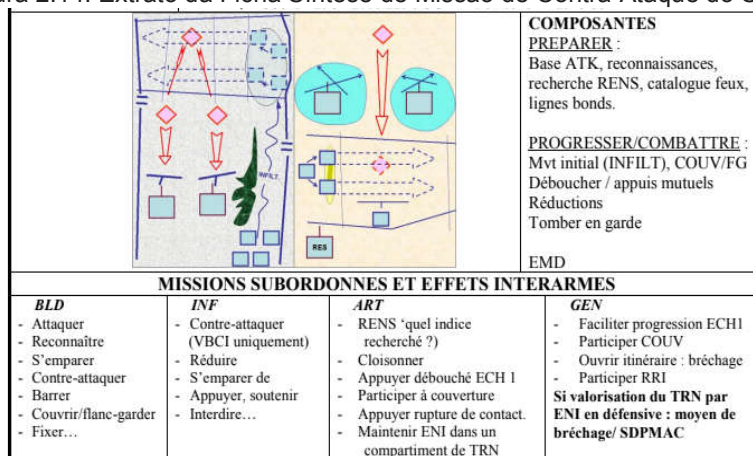 COMPOSANTES
PREPARER :
Base ATK, reconnaissances,
recherche RENS, catalogue feux,
lignes bonds.
PROGRESSER/COMBATTRE :
Mvt initial (INFILT), COUV/FG
Déboucher / appuis mutuels
Réductions
Tomber en garde
EMD
INFILT.
RES
MISSIONS SUBORDONNES ET EFFETS INTERARMES
BLD
- Attaquer
- Reconnaître
- S'emparer
- Contre-attaquer
- Barrer
- Couvrir/flanc-garder
- Fixer…
INF
- Contre-attaquer
(VBCI uniquement)
- Réduire
- S'emparer de
- Appuyer, soutenir
- Interdire…
ART
- RENS 'quel indice
recherché ?)
- Cloisonner
- Appuyer débouché ECH 1
- Participer à couverture
- Appuyer rupture de contact.
- Maintenir ENI dans un
compartiment de TRN
GEN
- Faciliter progression ECH1
- Participer COUV
- Ouvrir itinéraire : bréchage
- Participer RRI
Si valorisation du TRN par
ENI en défensive : moyen de
bréchage/ SDPMAC